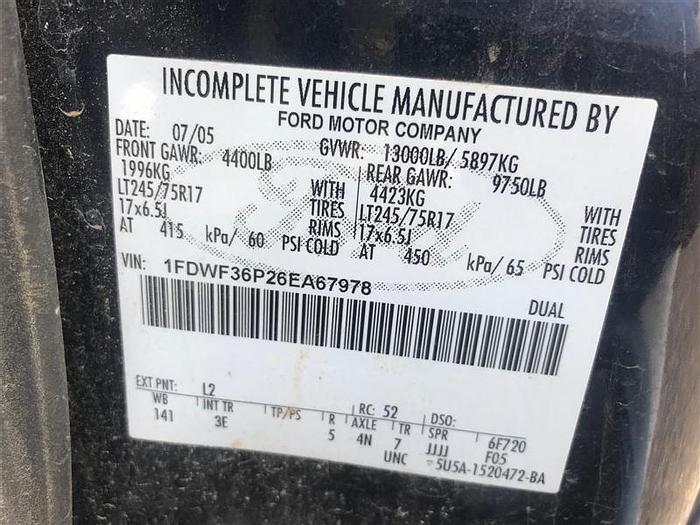 INCOMPLETE VEHICLE MANUFACTURED BY
FORD MOTOR COMPANY
DATE: 07/05 GVWR: 13000LB/ 5897KG
FRONT GAWR: 4400LB REAR GAWR: 9750LB
1996KG WITH 4423KG WITH
LT245/75R17 TIRES LT245/75R17 TIRES
17x6.5J RIMS 17x6.5J RIMS
AT 415 kPa/ 60 PSI COLD AT 450 kPa/ 65 PSI COLD
VIN: 1FDWF36P26EA67978
DUAL
EXT PNT: L2 RC: 52 DSO:
WB INT TR TP/PS R AXLE TR SPR 6F720
141 3E 5 4N 7 JJJJ F05
UNC 5U5A-1520472-BA